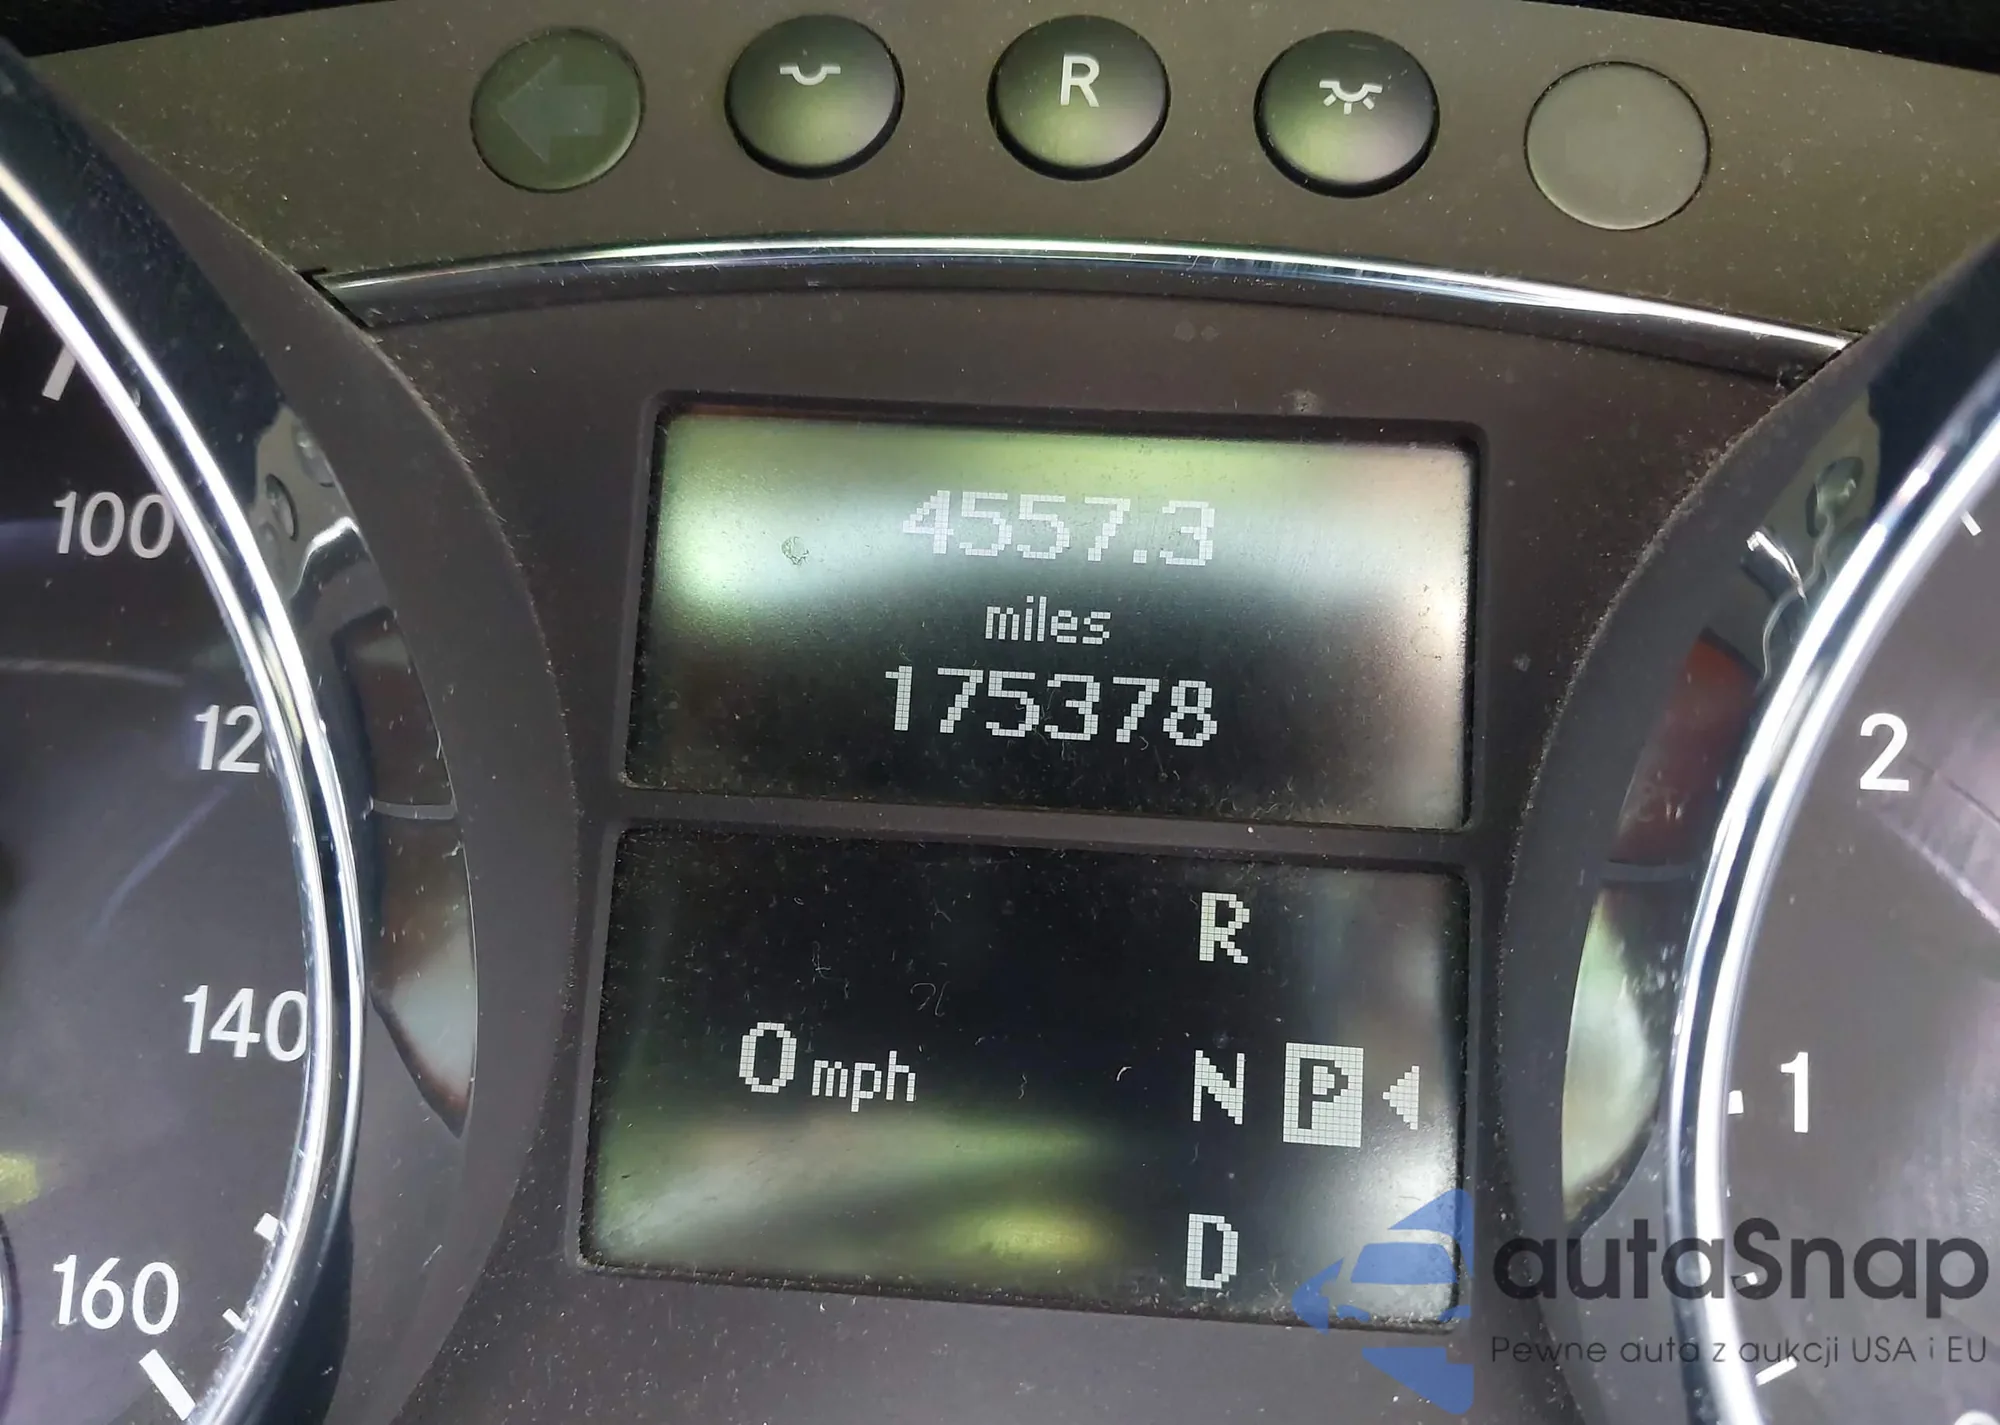 R
4557.3
miles
175378
R
0 mph
N P
D
100
120
140
160
2
1
autaSnap
Pewne auta z aukcji USA i EU